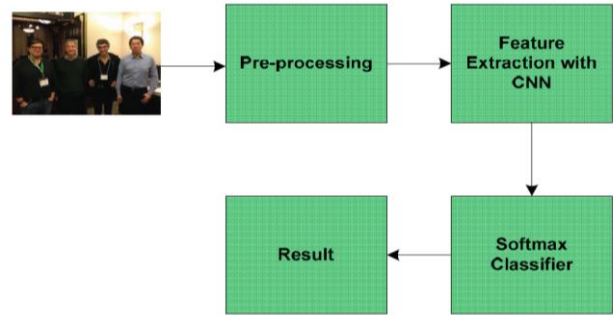 Pre-processing
Feature
Extraction with
CNN
Softmax
Classifier
Result